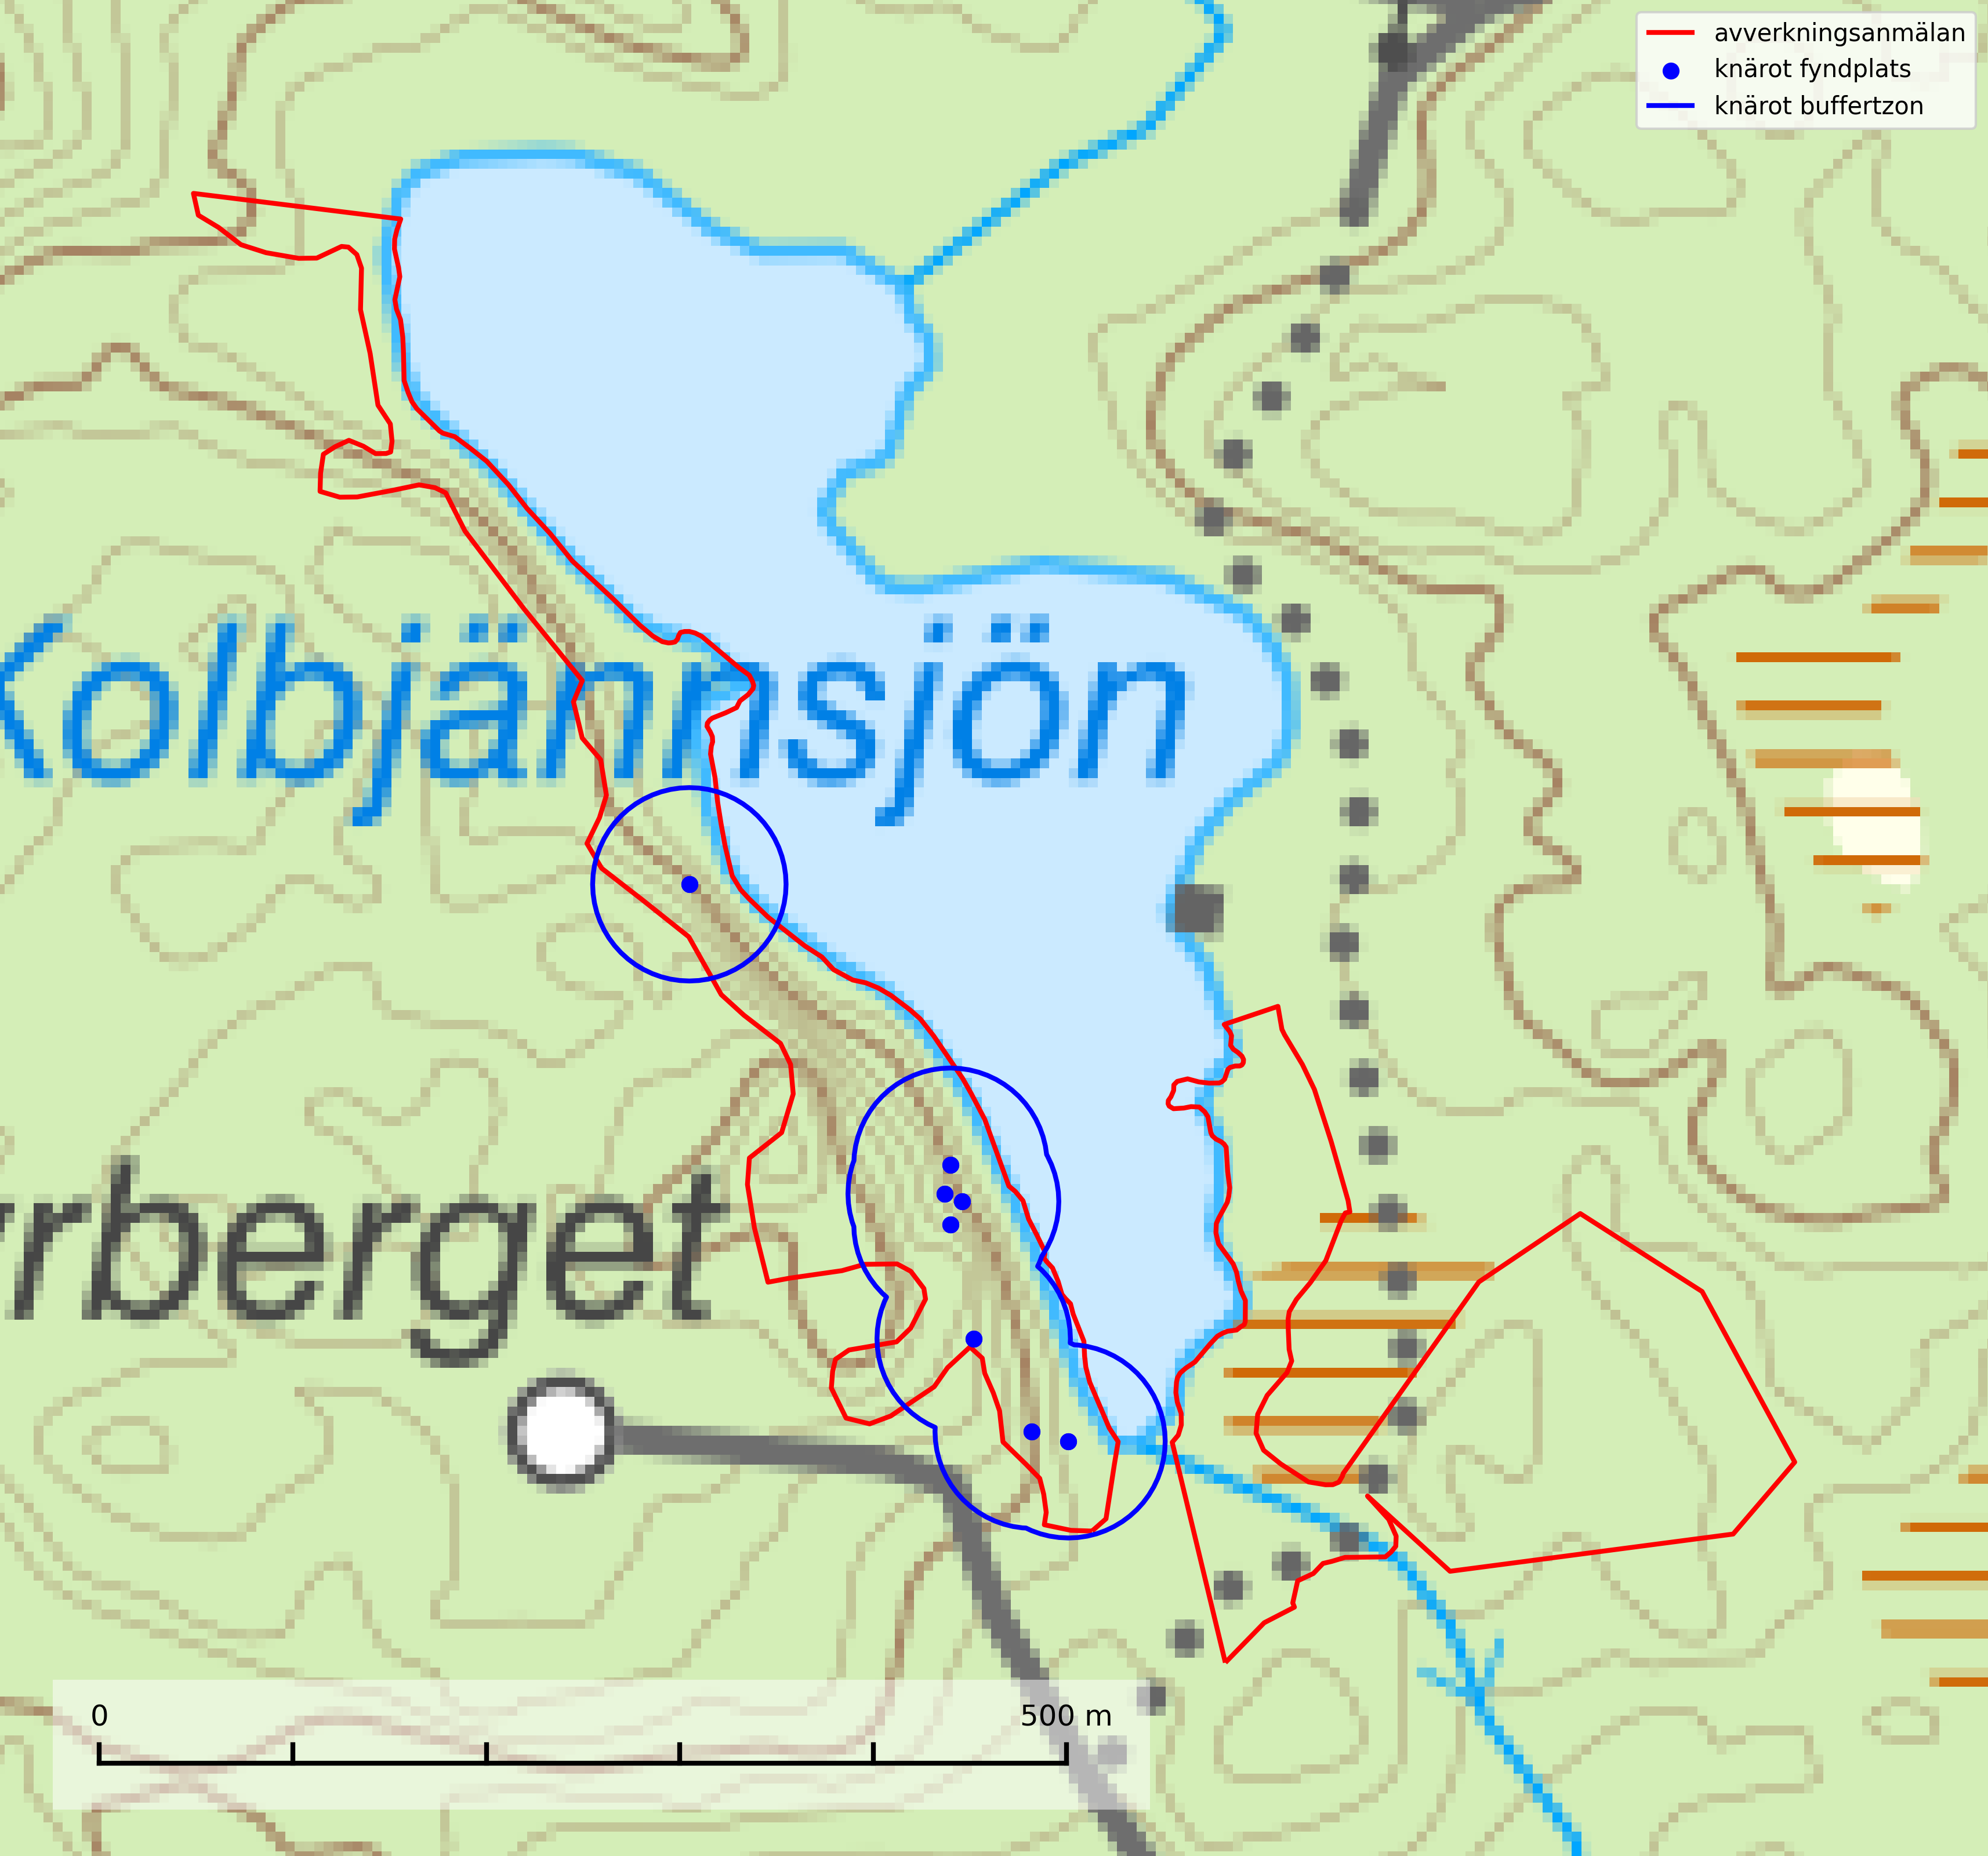 avverkningsanmälan
knärot fyndplats
knärot buffertzon
Kolbjännsjön
rberget
0 500 m